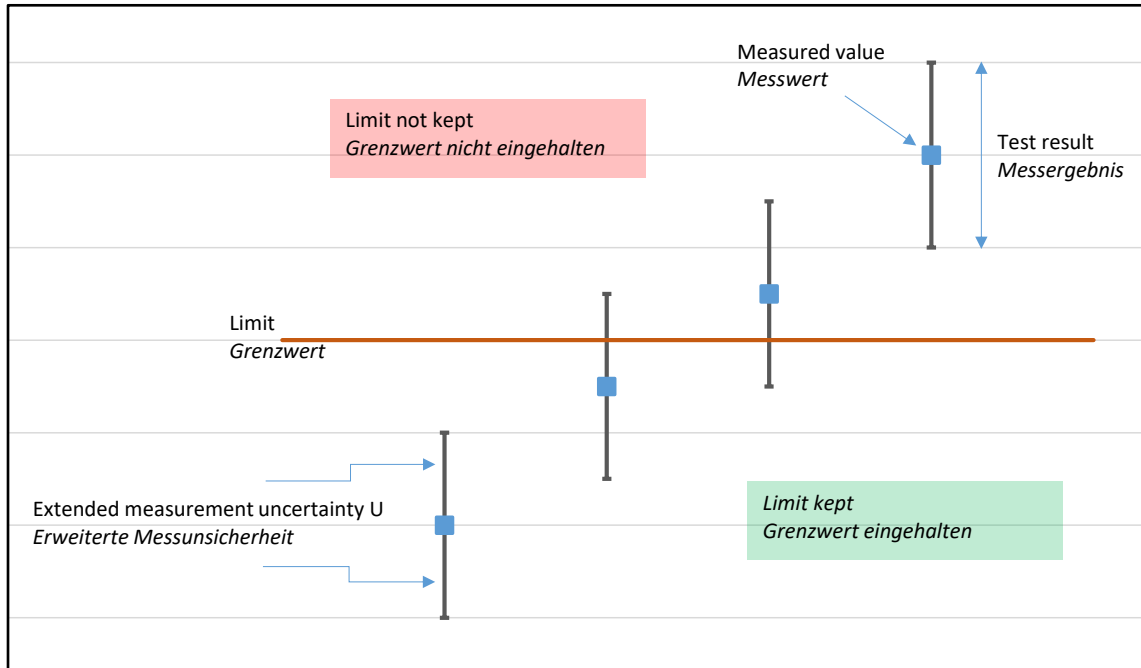 Measured value
Messwert
Limit not kept
Grenzwert nicht eingehalten
Test result
Messergebnis
Limit
Grenzwert
Extended measurement uncertainty U
Erweiterte Messunsicherheit
Limit kept
Grenzwert eingehalten